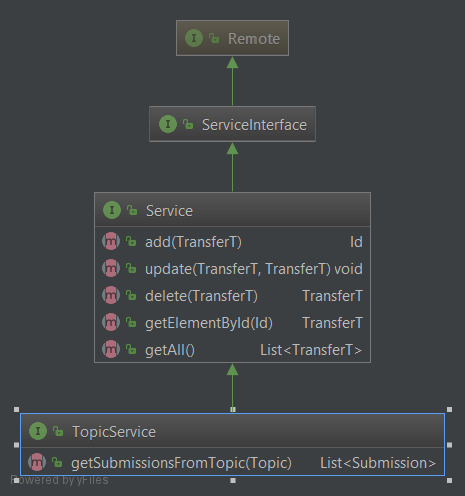 I Remote
I ServiceInterface
I Service
m add(TransferT) Id
m update(TransferT, TransferT) void
m delete(TransferT) TransferT
m getElementById(Id) TransferT
m getAll() List<TransferT>
I TopicService
m getSubmissionsFromTopic(Topic) List<Submission>
Powered by yFiles